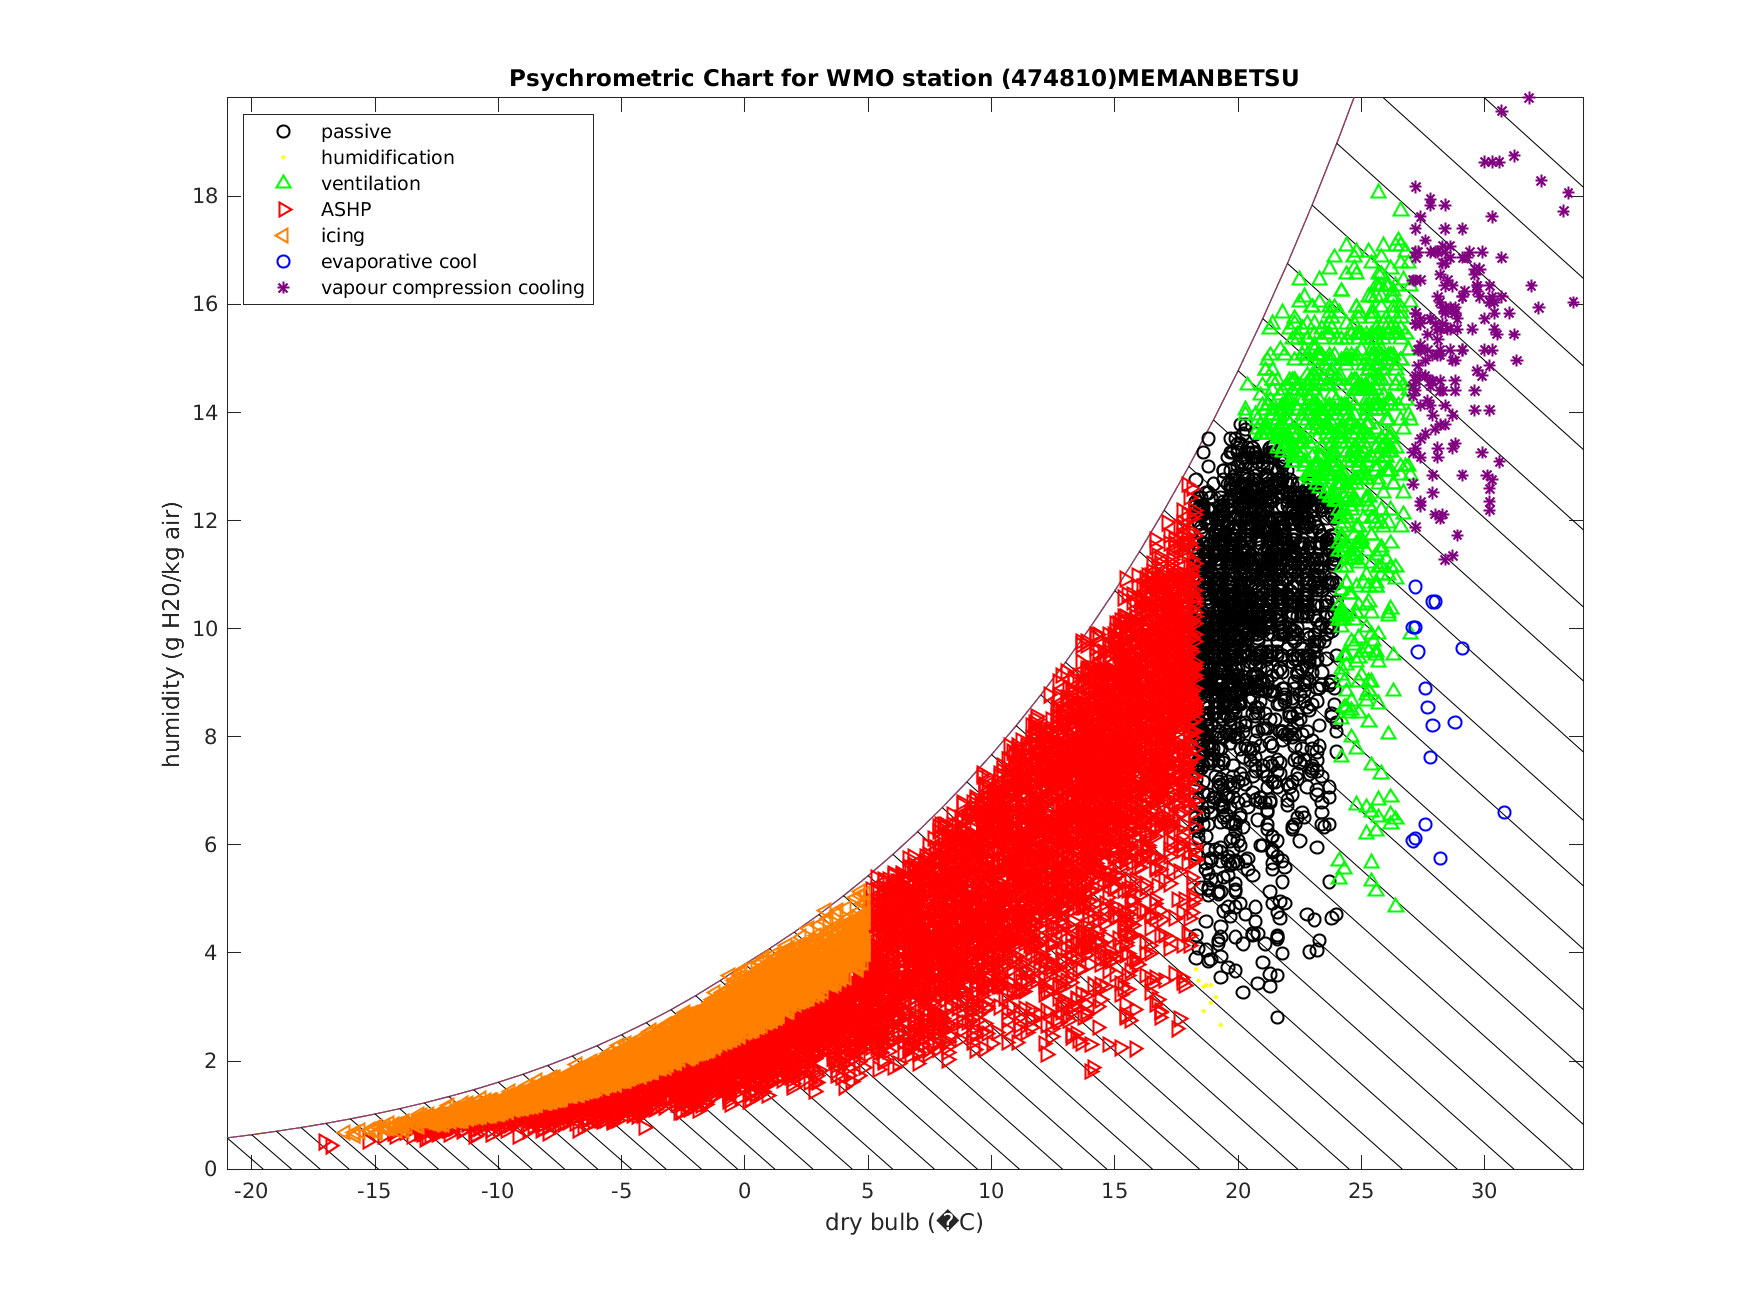 Psychrometric Chart for WMO station (474810)MEMANBETSU
passive
humidification
ventilation
ASHP
icing
evaporative cool
vapour compression cooling
humidity (g H20/kg air)
18
16
14
12
10
8
6
4
2
0
-20 -15 -10 -5 0 5 10 15 20 25 30
dry bulb (�C)